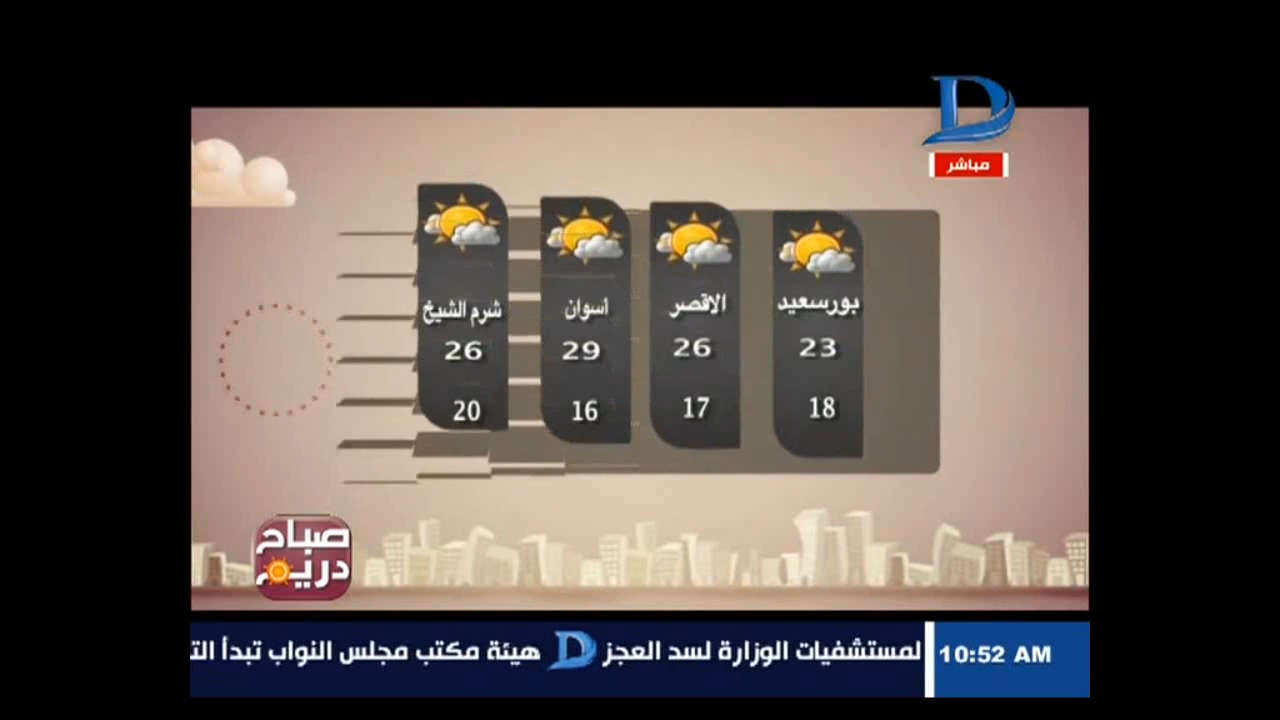 مباشر
بورسعيد
23
18
الاقصر
26
17
أسوان
29
16
شرم الشيخ
26
20
صباح
دريم
10:52 AM
لمستشفيات الوزارة لسد العجز
هيئة مكتب مجلس النواب تبدأ الت